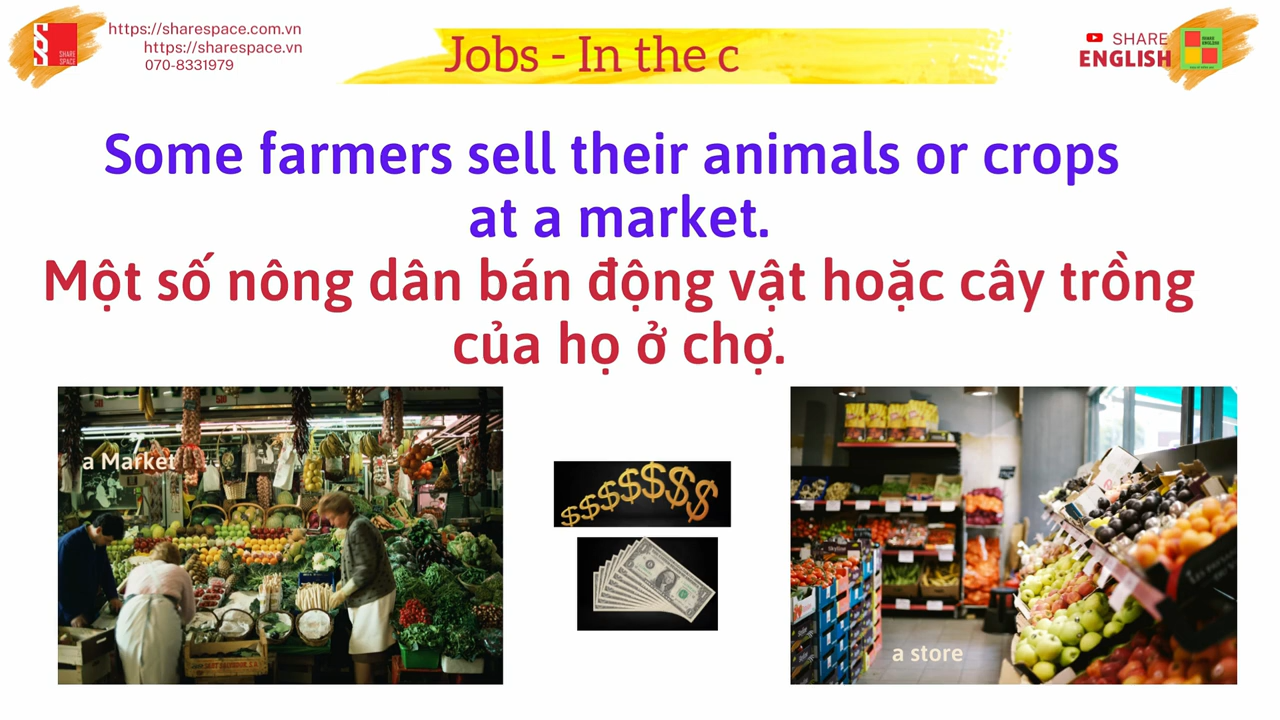 https://sharespace.com.vn
https://sharespace.vn
070-8331979
SHARE
SPACE
Jobs - In the c
SHARE
ENGLISH
Some farmers sell their animals or crops
at a market.
Một số nông dân bán động vật hoặc cây trồng
của họ ở chợ.
a Market
a store